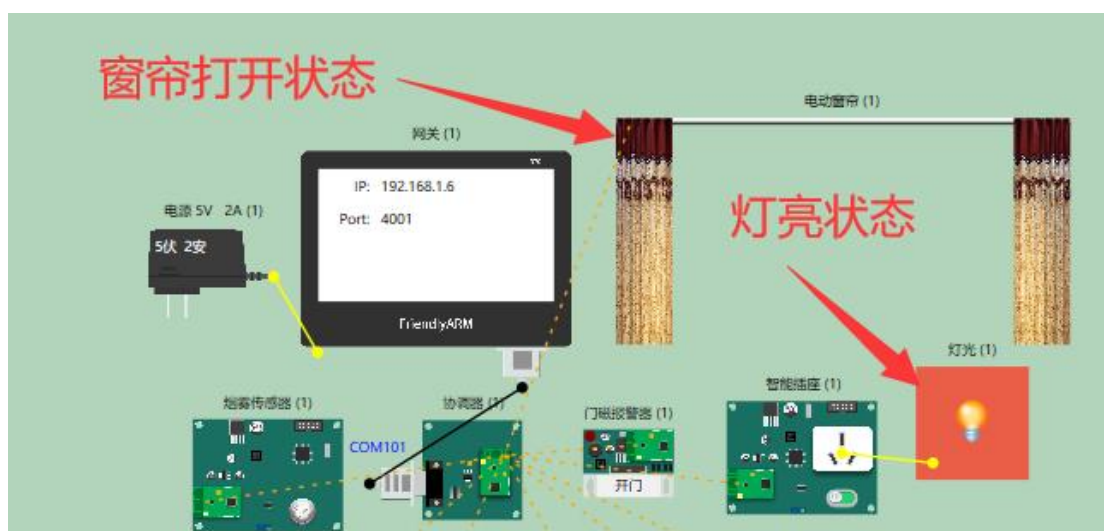 窗帘打开状态
电动窗帘 (1)
网关 (1)
IP: 192.168.1.6
Port: 4001
FriendlyARM
电源 5V 2A (1)
5伏 2安
灯亮状态
灯光 (1)
烟雾传感器 (1)
协调器 (1)
门磁报警器 (1)
智能插座 (1)
COM101
开门